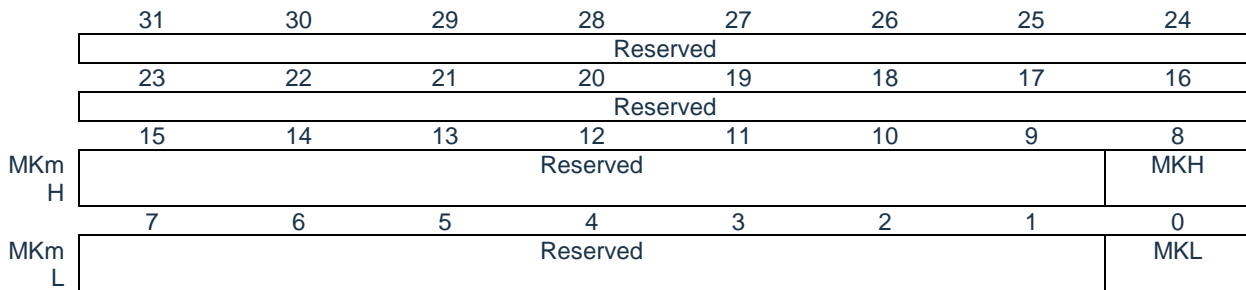 31 30 29 28 27 26 25 24
Reserved
23 22 21 20 19 18 17 16
Reserved
15 14 13 12 11 10 9 8
MKm Reserved MKH
H
7 6 5 4 3 2 1 0
MKm Reserved MKL
L